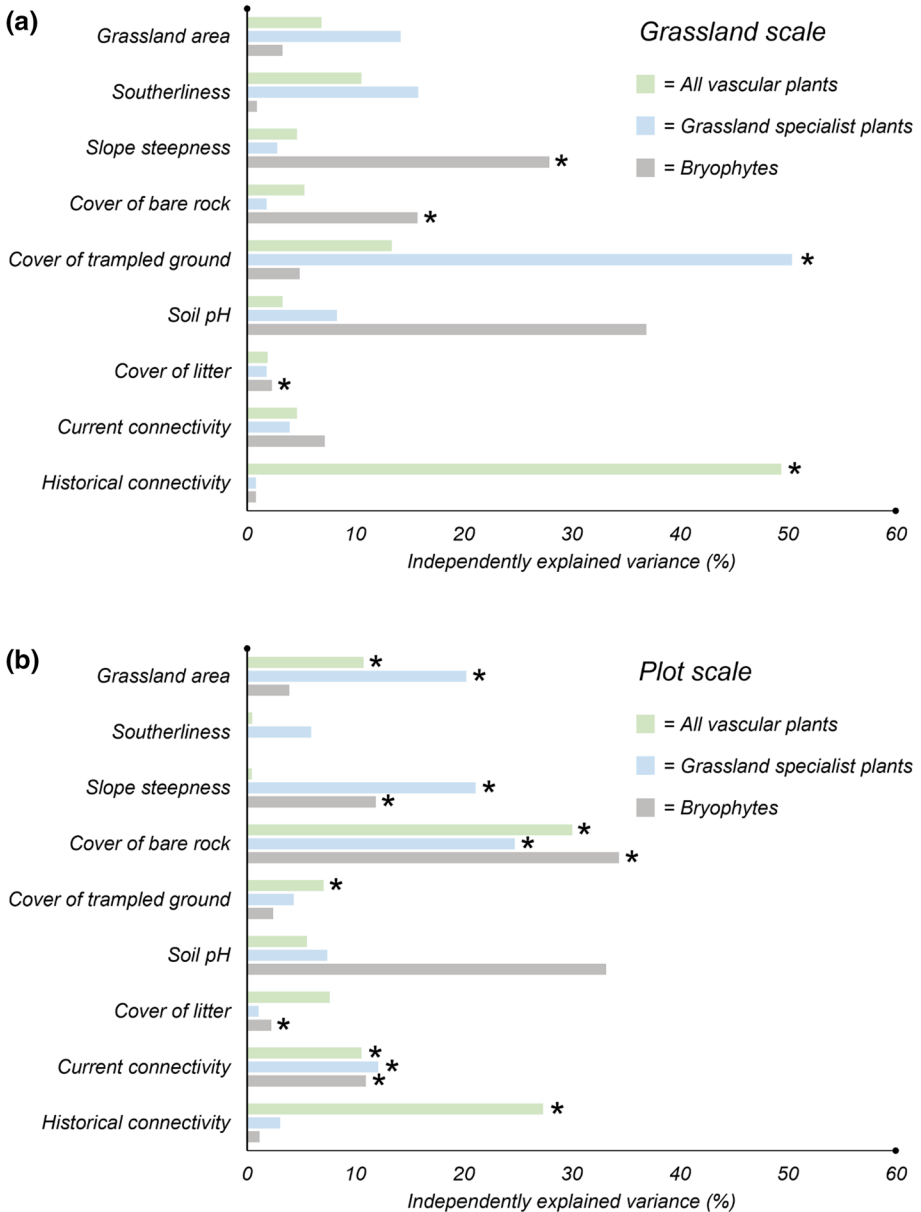 (a)
Grassland scale
= All vascular plants
= Grassland specialist plants
= Bryophytes
Grassland area
Southerliness
Slope steepness
*
Cover of bare rock
*
Cover of trampled ground
*
Soil pH
Cover of litter
*
Current connectivity
Historical connectivity
*
0 10 20 30 40 50 60
Independently explained variance (%)
(b)
Plot scale
= All vascular plants
= Grassland specialist plants
= Bryophytes
Grassland area
*
*
Southerliness
Slope steepness
*
*
Cover of bare rock
*
*
*
Cover of trampled ground
*
Soil pH
Cover of litter
*
Current connectivity
*
*
*
Historical connectivity
*
0 10 20 30 40 50 60
Independently explained variance (%)